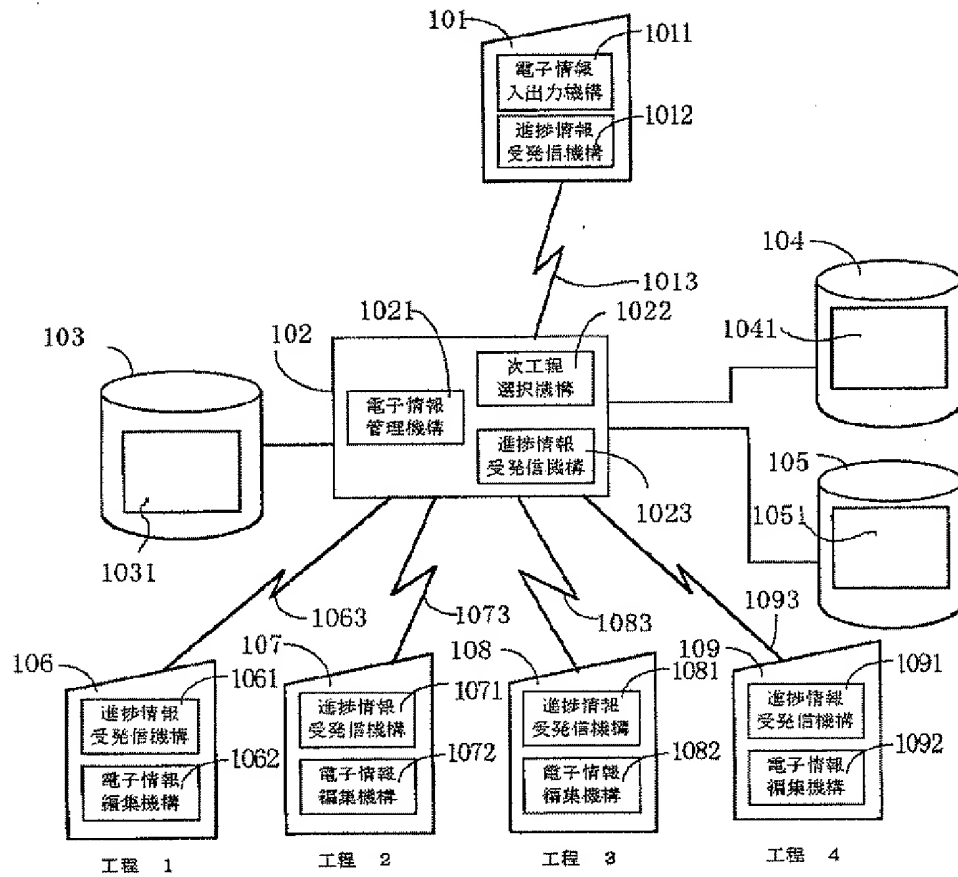 101
1011
電子情報
入出力機構
進捗情報
受発信機構
1012
1013
104
1041
103
102
1021
1022
次工程
選択機構
電子情報
管理機構
進捗情報
受発信機構
1023
1031
105
1051
1063
1073
1083
1093
106
進捗情報
受発信機構
1061
電子情報
編集機構
1062
工程 1
107
進捗情報
受発信機構
1071
電子情報
編集機構
1072
工程 2
108
進捗情報
受発信機構
1081
電子情報
編集機構
1082
工程 3
109
進捗情報
受発信機構
1091
電子情報
編集機構
1092
工程 4